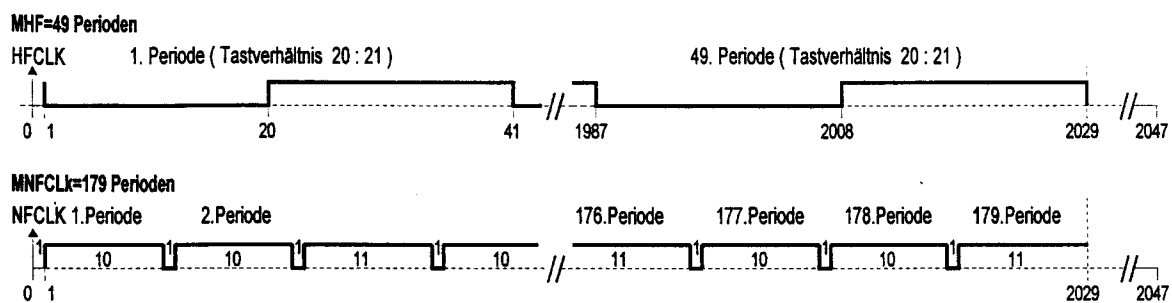 MHF=49 Perioden
HFCLK 1. Periode ( Tastverhältnis 20 : 21 ) 49. Periode ( Tastverhältnis 20 : 21 )
0 1 20 41 // 1987 2008 2029 // 2047
MNFCLk=179 Perioden
NFCLK 1.Periode 2.Periode 176.Periode 177.Periode 178.Periode 179.Periode
1 10 1 10 1 11 1 10 // 11 1 10 1 10 1 11 //
0 1 2029 2047